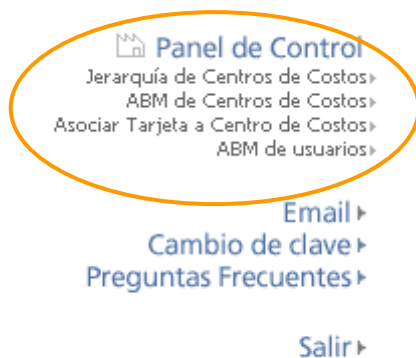 Panel de Control
Jerarquía de Centros de Costos
ABM de Centros de Costos
Asociar Tarjeta a Centro de Costos
ABM de usuarios
Email
Cambio de clave
Preguntas Frecuentes
Salir